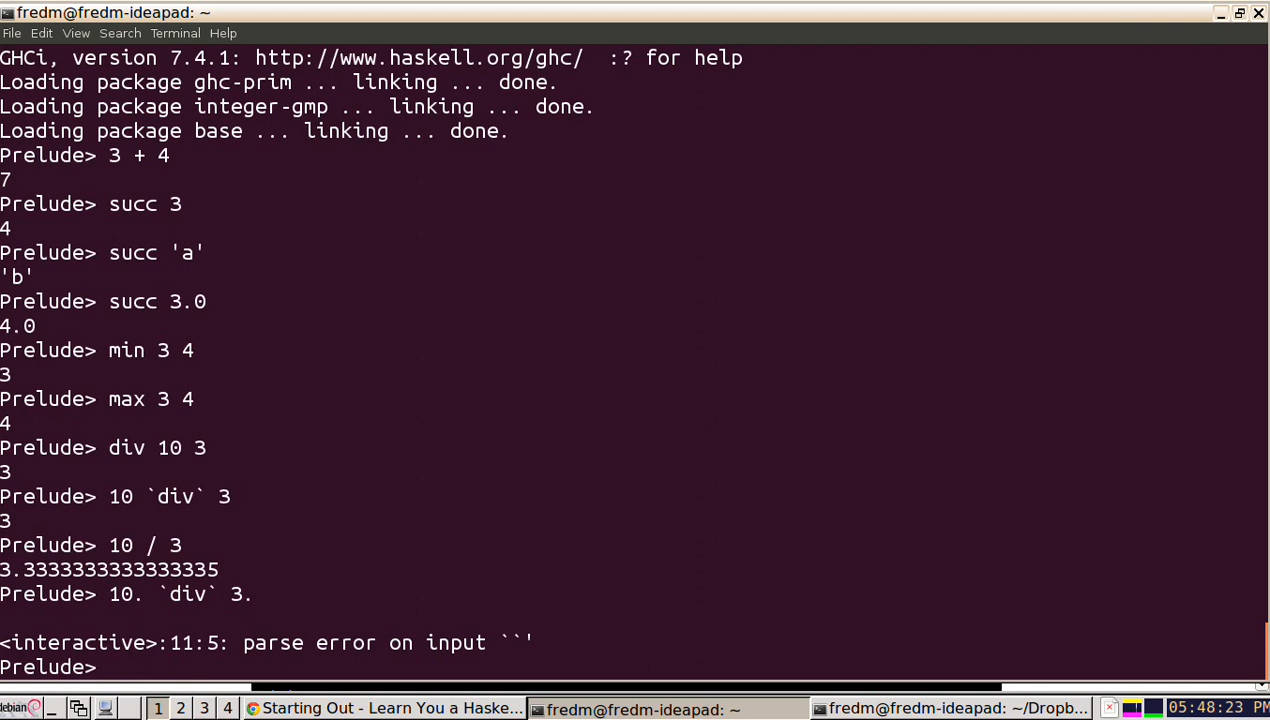 fredm@fredm-ideapad: ~
File Edit View Search Terminal Help
GHCi, version 7.4.1: http://www.haskell.org/ghc/  :? for help
Loading package ghc-prim ... linking ... done.
Loading package integer-gmp ... linking ... done.
Loading package base ... linking ... done.
Prelude> 3 + 4
7
Prelude> succ 3
4
Prelude> succ 'a'
'b'
Prelude> succ 3.0
4.0
Prelude> min 3 4
3
Prelude> max 3 4
4
Prelude> div 10 3
3
Prelude> 10 `div` 3
3
Prelude> 10 / 3
3.3333333333333335
Prelude> 10. `div` 3.
<interactive>:11:5: parse error on input ``'
Prelude>
debian 1 2 3 4 Starting Out - Learn You a Haske... fredm@fredm-ideapad: ~ fredm@fredm-ideapad: ~/Dropb... 05:48:23 PM